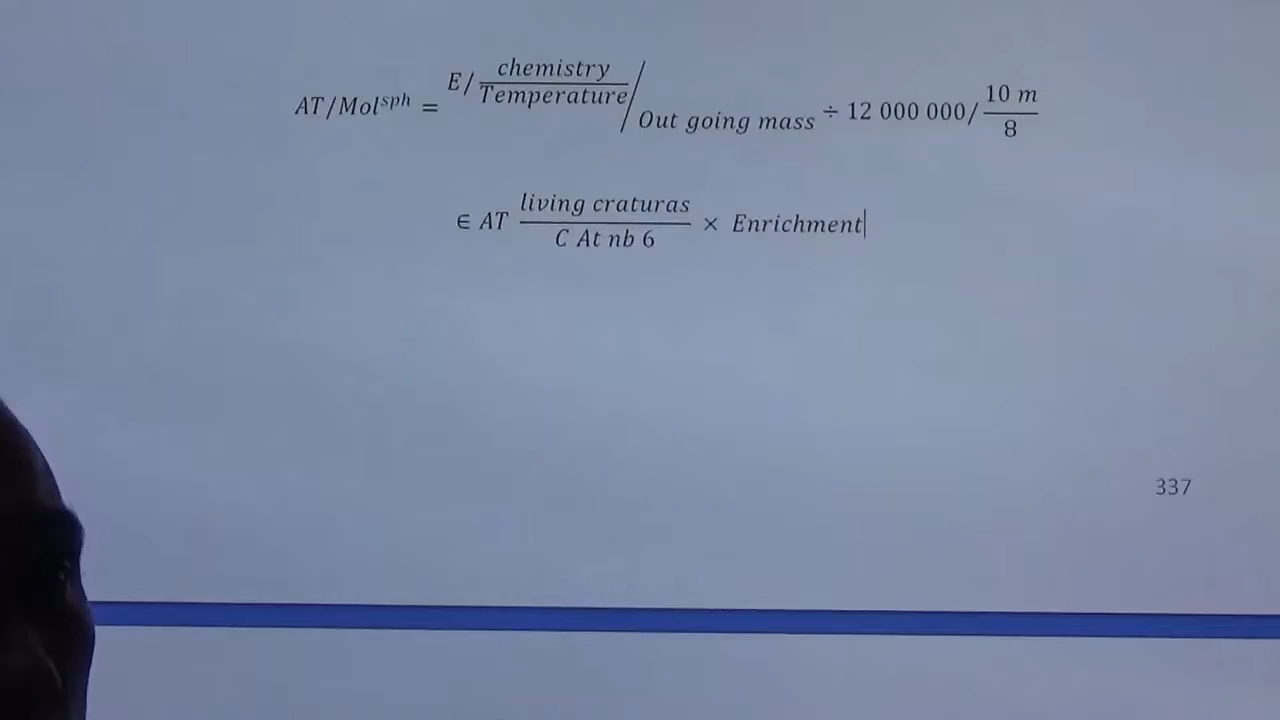 AT/Mol^sph = E/ chemistry/Temperature / Out going mass ÷ 12 000 000/ 10 m/8
∈ AT living craturas/C At nb 6 × Enrichment
337